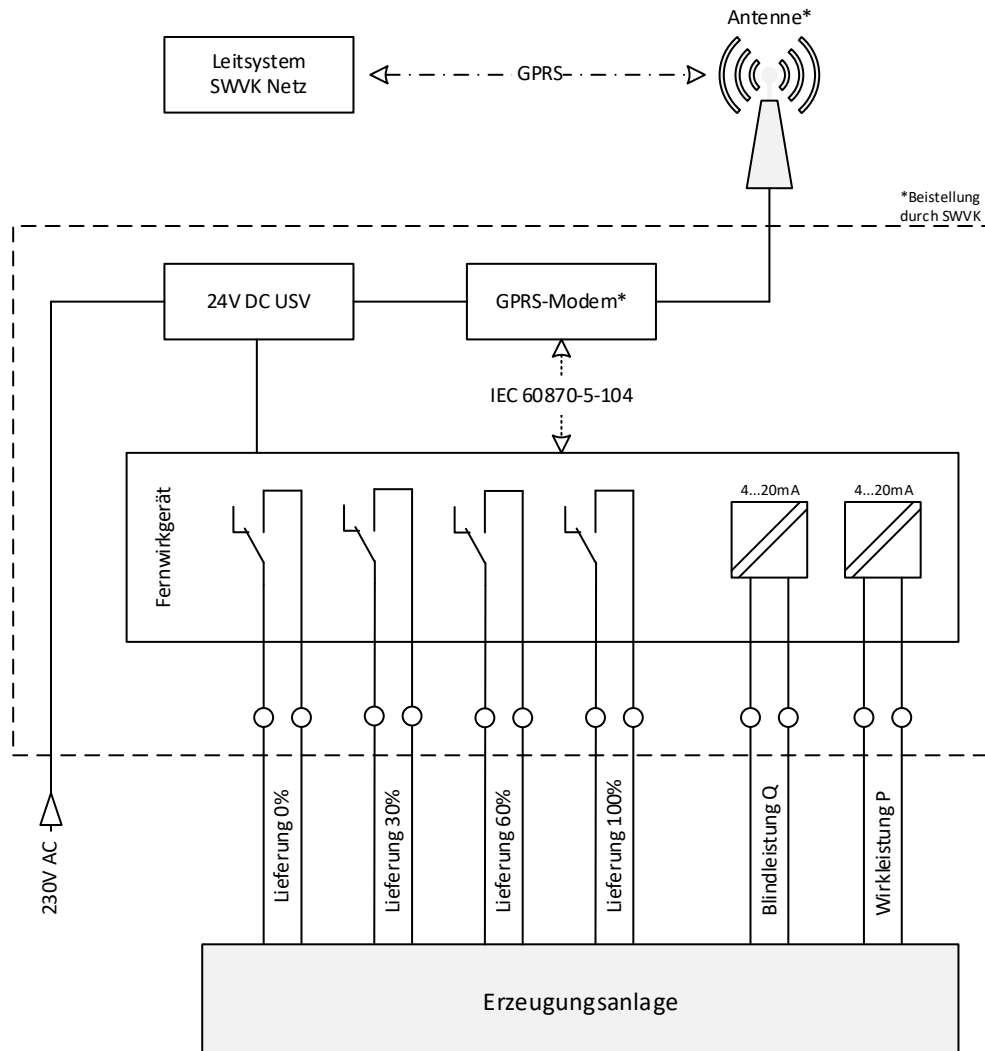 Antenne*
Leitsystem
SWVK Netz
GPRS
*Beistellung
durch SWVK
24V DC USV
GPRS-Modem*
IEC 60870-5-104
Fernwirkgerät
4...20mA
4...20mA
230V AC
Lieferung 0%
Lieferung 30%
Lieferung 60%
Lieferung 100%
Blindleistung Q
Wirkleistung P
Erzeugungsanlage